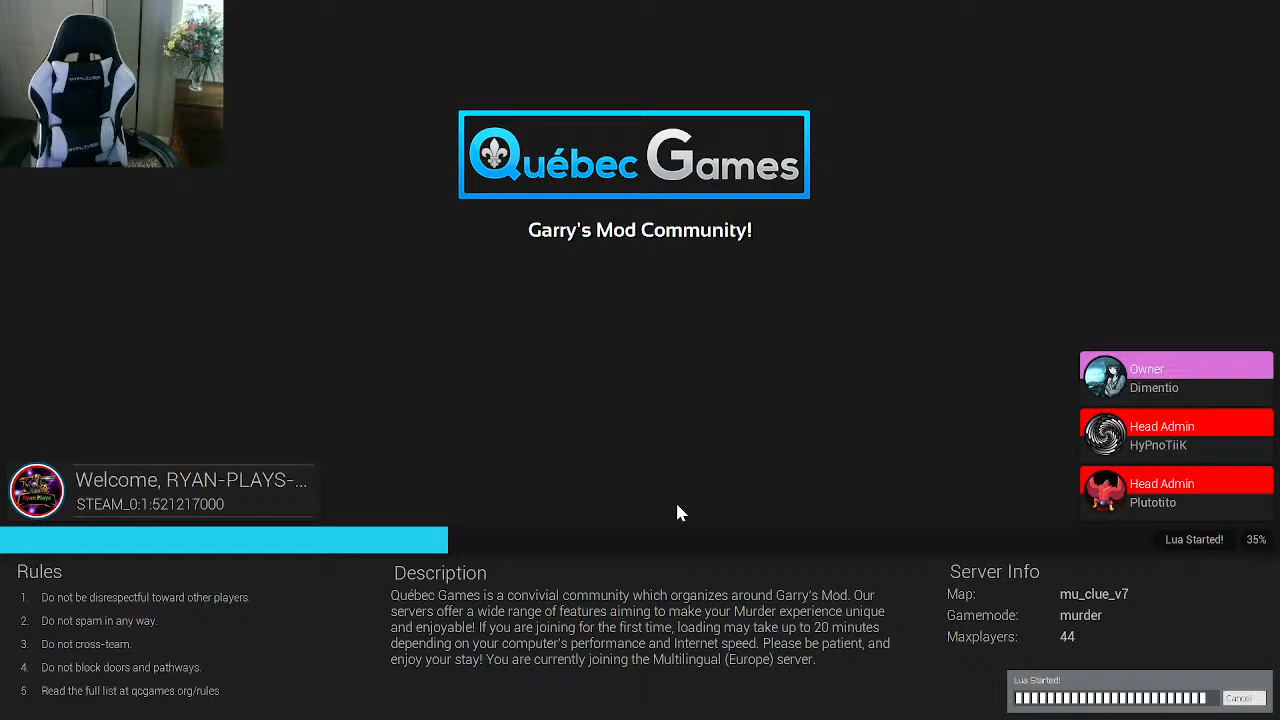 Québec Games
Garry's Mod Community!
Owner
Dimentio
Head Admin
HyPnoTiiK
Head Admin
Plutotito
Welcome, RYAN-PLAYS-...
STEAM_0:1:521217000
Lua Started! 35%
Rules
1. Do not be disrespectful toward other players.
2. Do not spam in any way.
3. Do not cross-team.
4. Do not block doors and pathways.
5. Read the full list at qcgames.org/rules
Description
Québec Games is a convivial community which organizes around Garry's Mod. Our
servers offer a wide range of features aiming to make your Murder experience unique
and enjoyable! If you are joining for the first time, loading may take up to 20 minutes
depending on your computer's performance and Internet speed. Please be patient, and
enjoy your stay! You are currently joining the Multilingual (Europe) server.
Server Info
Map: mu_clue_v7
Gamemode: murder
Maxplayers: 44
Lua Started!
Cancel